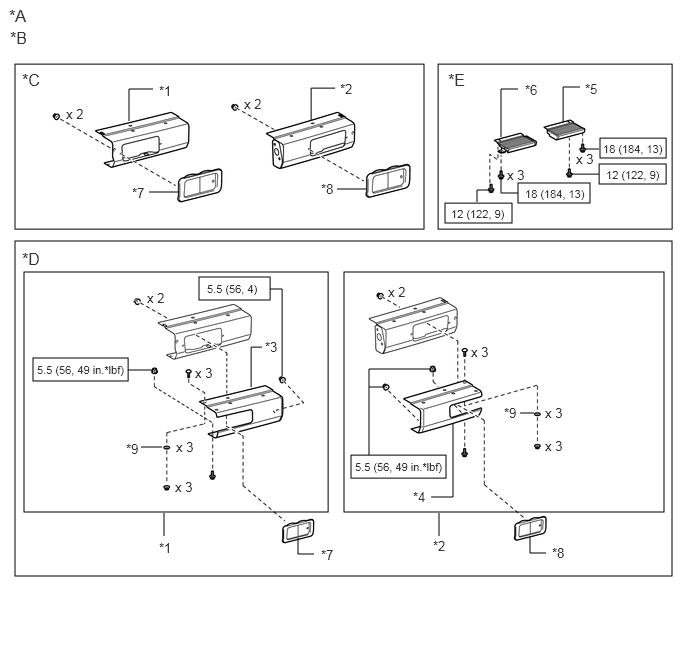 *A
*B
*C
*1
x 2
*7
*2
x 2
*8
*E
*6
*5
18 (184, 13)
x 3
x 3
12 (122, 9)
18 (184, 13)
12 (122, 9)
*D
x 2
5.5 (56, 4)
*3
5.5 (56, 49 in.*lbf)
x 3
*9
x 3
x 3
*1
*7
x 2
x 3
*9
x 3
x 3
5.5 (56, 49 in.*lbf)
*4
*2
*8